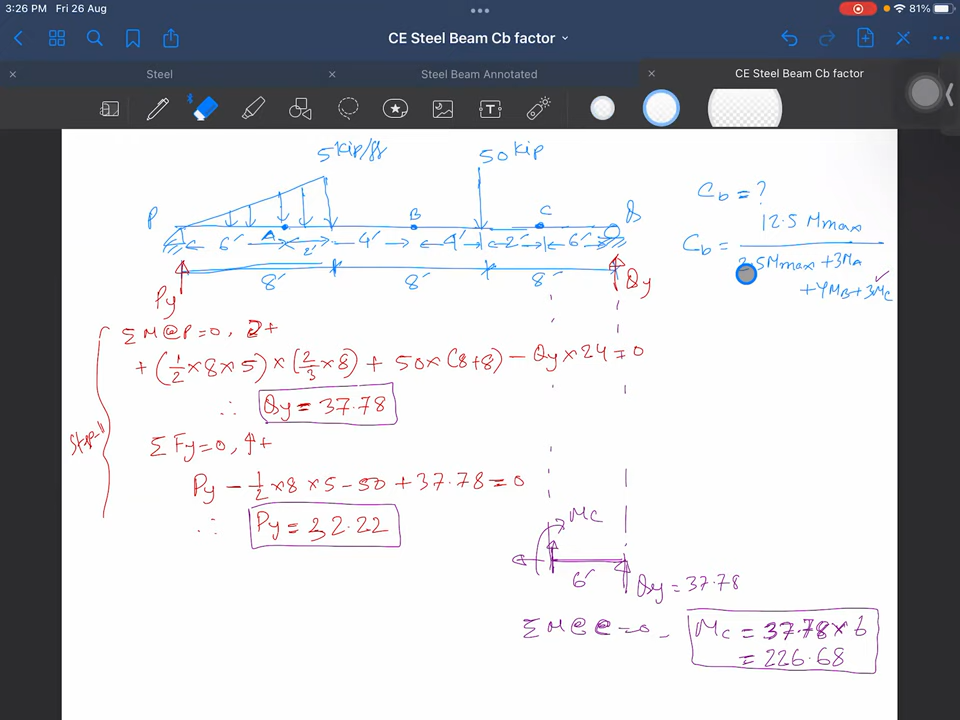 3:26 PM Fri 26 Aug
81%
CE Steel Beam Cb factor
Steel
Steel Beam Annotated
CE Steel Beam Cb factor
T
5 kip/ft
50 kip
P
A
B
C
Q
6'
2'
4'
4'
2'
6'
8'
8'
8'
Py
Qy
Cb = ?
Cb = 12.5 Mmax
2.5 Mmax + 3MA
+ 4MB + 3MC
Step-1
ΣM@P=0, 2+
+ (1/2 × 8 × 5) × (2/3 × 8) + 50 × (8+8) − Qy × 24 = 0
∴ Qy = 37.78
ΣFy=0, ↑+
Py − 1/2 × 8 × 5 − 50 + 37.78 = 0
∴ Py = 32.22
MC
6'
Qy = 37.78
ΣM@C=0
MC = 37.78 × 6
= 226.68